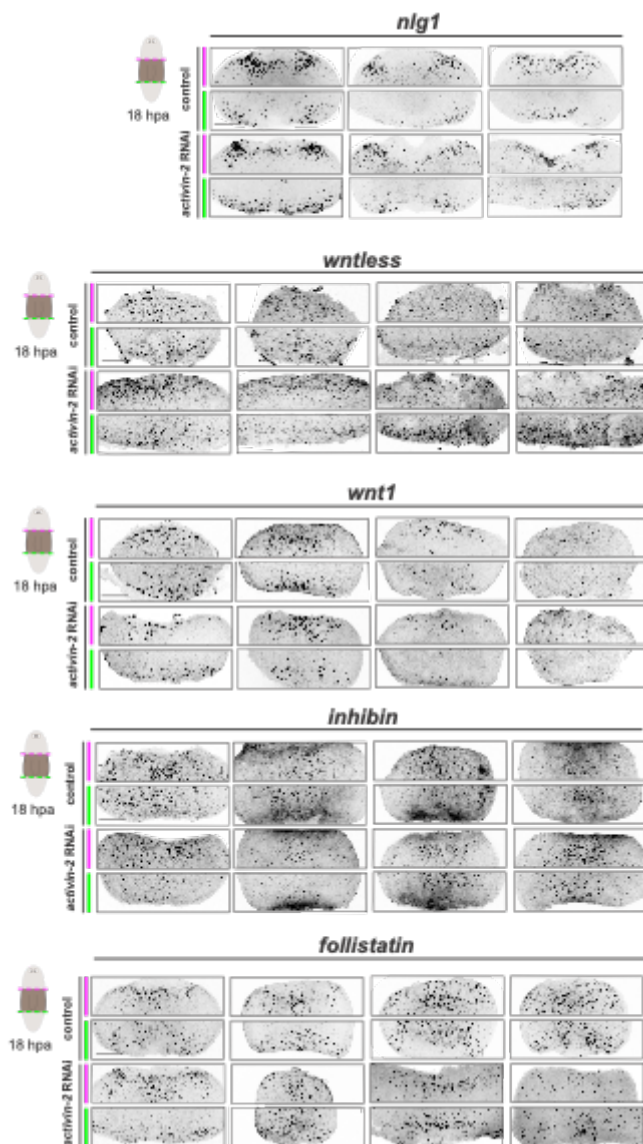 nlg1
control
18 hpa
activin-2 RNAi
wntless
control
18 hpa
activin-2 RNAi
wnt1
control
18 hpa
activin-2 RNAi
inhibin
control
18 hpa
activin-2 RNAi
follistatin
control
18 hpa
activin-2 RNAi